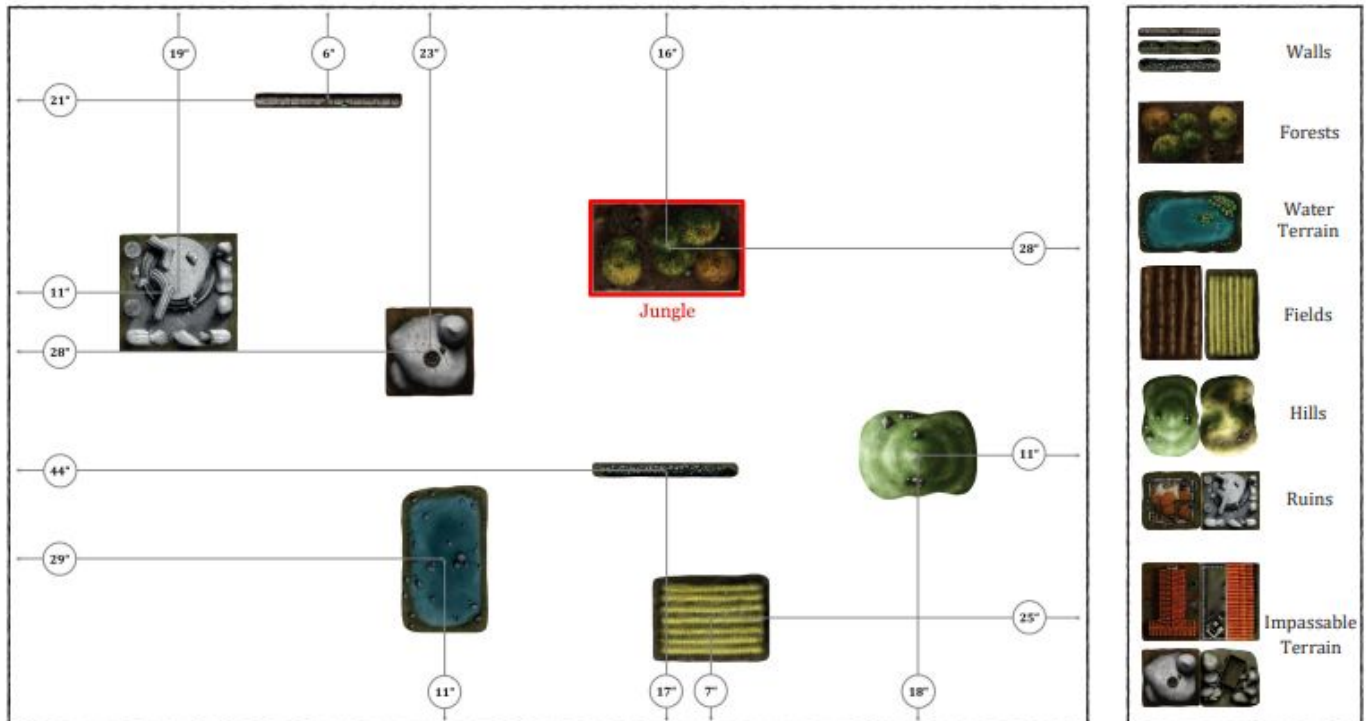 19"
6"
23"
16"
21"
28"
Jungle
11"
28"
44"
11"
29"
25"
11"
17"
7"
18"
Walls
Forests
Water
Terrain
Fields
Hills
Ruins
Impassable
Terrain